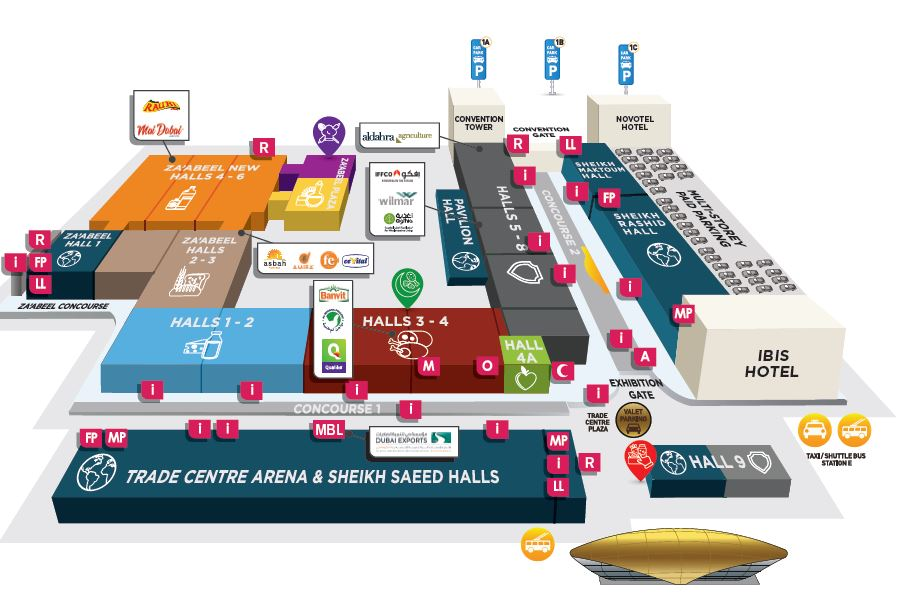 1A
CAR
PARK
P
1B
CAR
PARK
P
1C
CAR
PARK
P
CONVENTION
TOWER
CONVENTION
GATE
NOVOTEL
HOTEL
Mai Dubai
aldahra agriculture
R
R
LL
ZA'ABEEL NEW
HALLS 4 - 6
ZA'ABEEL PLAZA
IFFCO إفكو
wilmar
أغذية
SHEIKH
MAKTOUM
HALL
i
i
FP
MULTI-STOREY
PAID PARKING
PAVILION
HALL
HALLS 5 - 8
CONCOURSE 2
SHEIKH
RASHID
HALL
R
i
FP
LL
ZA'ABEEL
HALL 1
ZA'ABEEL
HALLS
2 - 3
asbah
AMIRA
fe
cevital
i
i
i
MP
ZA'ABEEL CONCOURSE
Banvit
Qualiko
HALLS 1 - 2
HALLS 3 - 4
HALL
4A
M
O
C
i
A
IBIS
HOTEL
i
i
i
i
i
EXHIBITION
GATE
CONCOURSE 1
TRADE
CENTRE
PLAZA
VALET
PARKING
FP
MP
i
i
MBL
DUBAI EXPORTS
i
MP
i
LL
R
TRADE CENTRE ARENA & SHEIKH SAEED HALLS
HALL 9
TAXI / SHUTTLE BUS
STATION E